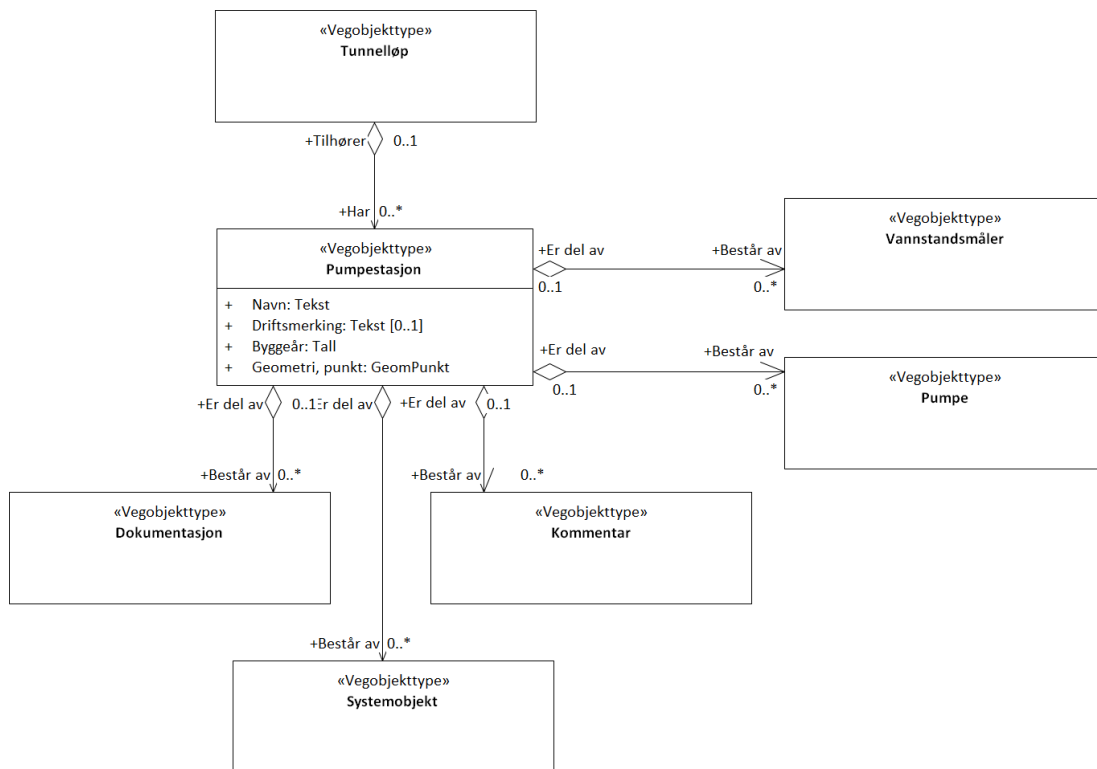 «Vegobjekttype»
Tunnelløp
+Tilhører 0..1
+Har 0..*
«Vegobjekttype»
Pumpestasjon
+ Navn: Tekst
+ Driftsmerking: Tekst [0..1]
+ Byggeår: Tall
+ Geometri, punkt: GeomPunkt
+Er del av
0..1
+Består av
0..*
«Vegobjekttype»
Vannstandsmåler
+Er del av
0..1
+Består av
0..*
«Vegobjekttype»
Pumpe
+Er del av 0..1 Er del av +Er del av 0..1
+Består av 0..*
+Består av 0..*
«Vegobjekttype»
Dokumentasjon
«Vegobjekttype»
Kommentar
+Består av 0..*
«Vegobjekttype»
Systemobjekt